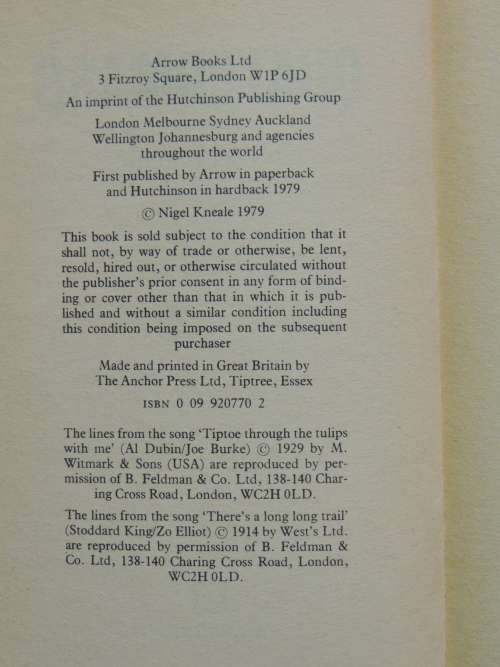 Arrow Books Ltd
3 Fitzroy Square, London W1P 6JD
An imprint of the Hutchinson Publishing Group
London Melbourne Sydney Auckland
Wellington Johannesburg and agencies
throughout the world
First published by Arrow in paperback
and Hutchinson in hardback 1979
© Nigel Kneale 1979
This book is sold subject to the condition that it
shall not, by way of trade or otherwise, be lent,
resold, hired out, or otherwise circulated without
the publisher's prior consent in any form of bind-
ing or cover other than that in which it is pub-
lished and without a similar condition including
this condition being imposed on the subsequent
purchaser
Made and printed in Great Britain by
The Anchor Press Ltd, Tiptree, Essex
ISBN 0 09 920770 2
The lines from the song 'Tiptoe through the tulips
with me' (Al Dubin/Joe Burke) © 1929 by M.
Witmark & Sons (USA) are reproduced by per-
mission of B. Feldman & Co. Ltd, 138-140 Char-
ing Cross Road, London, WC2H 0LD.
The lines from the song 'There's a long long trail'
(Stoddard King/Zo Elliot) © 1914 by West's Ltd.
are reproduced by permission of B. Feldman &
Co. Ltd, 138-140 Charing Cross Road, London,
WC2H 0LD.